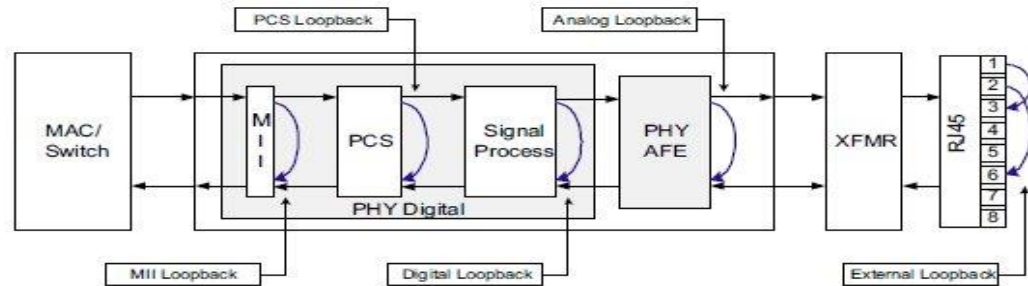 PCS Loopback
Analog Loopback
MAC/
Switch
MII
PCS
Signal
Process
PHY
AFE
XFMR
RJ45
1
2
3
4
5
6
7
8
PHY Digital
MII Loopback
Digital Loopback
External Loopback